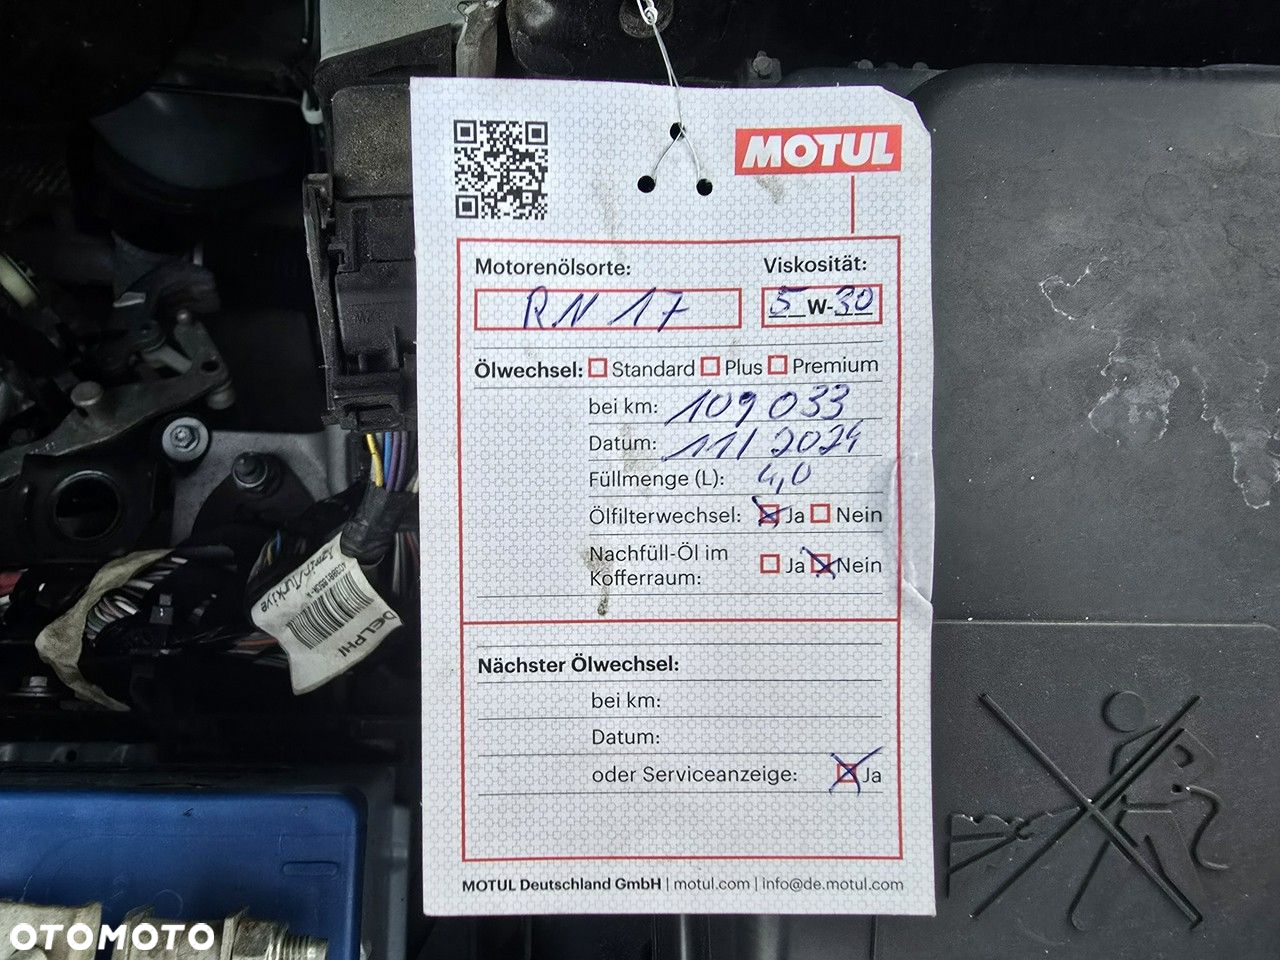 MOTUL
Motorenölsorte: Viskosität:
RN 17 5 W-30
Ölwechsel: Standard Plus Premium
bei km: 109 033
Datum: 11/2024
Füllmenge (L): 4,0
Ölfilterwechsel: Ja Nein
Nachfüll-Öl im
Kofferraum: Ja Nein
Nächster Ölwechsel:
bei km:
Datum:
oder Serviceanzeige: Ja
MOTUL Deutschland GmbH | motul.com | info@de.motul.com
DELPHI
Izmir/Turkiye
OTOMOTO